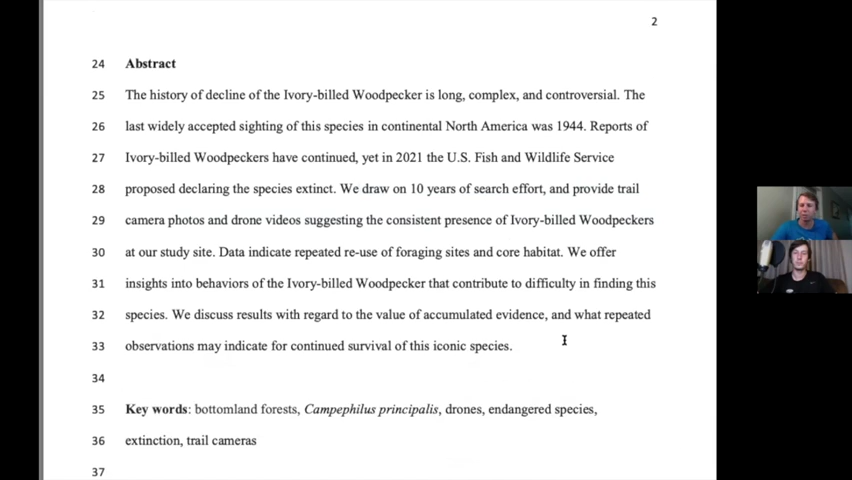 2
24 Abstract
25 The history of decline of the Ivory-billed Woodpecker is long, complex, and controversial. The
26 last widely accepted sighting of this species in continental North America was 1944. Reports of
27 Ivory-billed Woodpeckers have continued, yet in 2021 the U.S. Fish and Wildlife Service
28 proposed declaring the species extinct. We draw on 10 years of search effort, and provide trail
29 camera photos and drone videos suggesting the consistent presence of Ivory-billed Woodpeckers
30 at our study site. Data indicate repeated re-use of foraging sites and core habitat. We offer
31 insights into behaviors of the Ivory-billed Woodpecker that contribute to difficulty in finding this
32 species. We discuss results with regard to the value of accumulated evidence, and what repeated
33 observations may indicate for continued survival of this iconic species.
34
35 Key words: bottomland forests, Campephilus principalis, drones, endangered species,
36 extinction, trail cameras
37